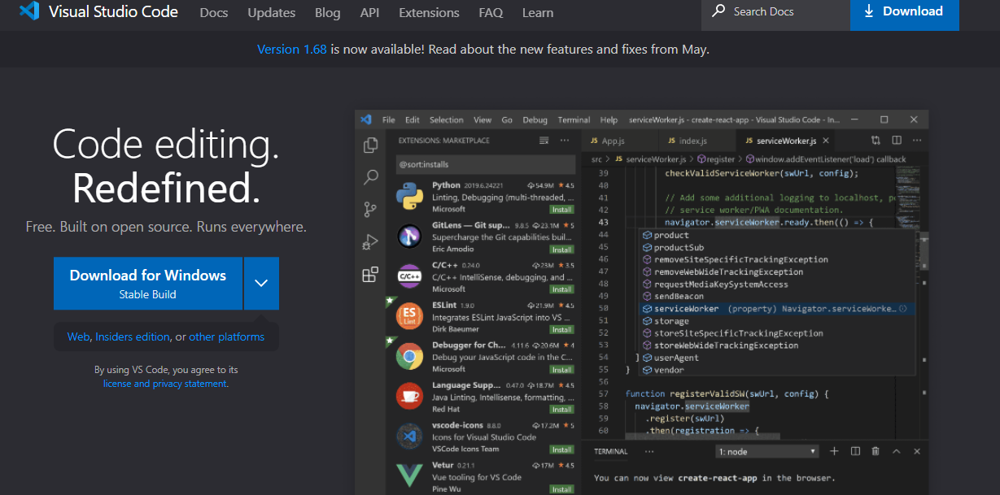 Visual Studio Code Docs Updates Blog API Extensions FAQ Learn Search Docs Download
Version 1.68 is now available! Read about the new features and fixes from May.
Code editing.
Redefined.
Free. Built on open source. Runs everywhere.
Download for Windows
Stable Build
Web, Insiders edition, or other platforms
By using VS Code, you agree to its
license and privacy statement.
File Edit Selection View Go Debug Terminal Help serviceWorker.js - create-react-app - Visual Studio Code - In...
EXTENSIONS: MARKETPLACE
@sort:installs
Python 2019.6.24221 54.9M 4.5
Linting, Debugging (multi-threaded, ...
Microsoft Install
GitLens — Git sup... 9.8.5 23.1M 5
Supercharge the Git capabilities buil...
Eric Amodio Install
C/C++ 0.24.0 23M 3.5
C/C++ IntelliSense, debugging, and ...
Microsoft Install
C/C++
ESLint 1.9.0 21.9M 4.5
Integrates ESLint JavaScript into VS ...
Dirk Baeumer Install
ES
Lint
Debugger for Ch... 4.11.6 20.6M 4
Debug your JavaScript code in the C...
Microsoft Install
Language Supp... 0.47.0 18.7M 4.5
Java Linting, Intellisense, formatting, ...
Red Hat Install
vscode-icons 8.8.0 17.2M 5
Icons for Visual Studio Code
VSCode Icons Team Install
Vetur 0.21.1 17M 4.5
Vue tooling for VS Code
Pine Wu Install
JS App.js JS index.js JS serviceWorker.js
src > JS serviceWorker.js > register > window.addEventListener('load') callback
39 checkValidServiceWorker(swUrl, config);
40
41 // Add some additional logging to localhost, po
42 // service worker/PWA documentation.
43 navigator.serviceWorker.ready.then(() => {
44 product
45 productSub
46 removeSiteSpecificTrackingException
47 removeWebWideTrackingException
48 requestMediaKeySystemAccess
49 sendBeacon
50 serviceWorker (property) Navigator.serviceWorke...
51 storage
52 storeSiteSpecificTrackingException
53 storeWebWideTrackingException
54 ] userAgent
55 } vendor
56
57 function registerValidSW(swUrl, config) {
58 navigator.serviceWorker
59 .register(swUrl)
60 .then(registration => {
TERMINAL ... 1: node
You can now view create-react-app in the browser.